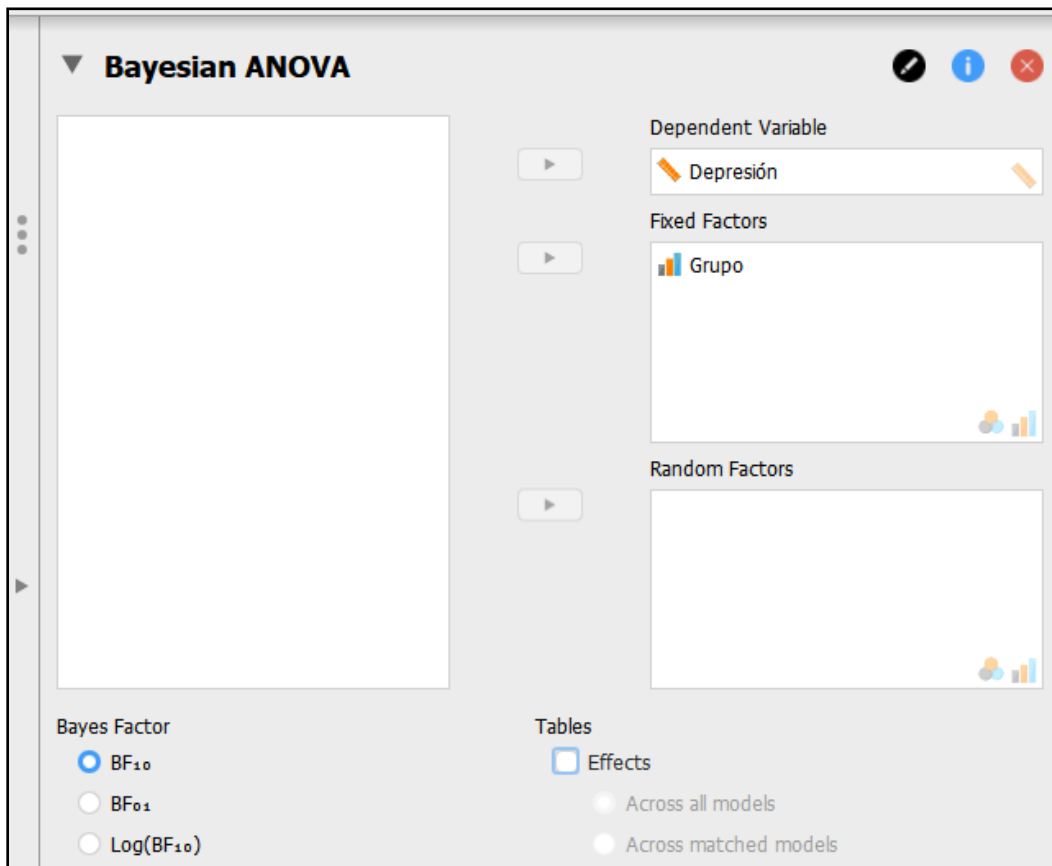 Bayesian ANOVA
Dependent Variable
Depresión
Fixed Factors
Grupo
Random Factors
Bayes Factor
BF₁₀
BF₀₁
Log(BF₁₀)
Tables
Effects
Across all models
Across matched models